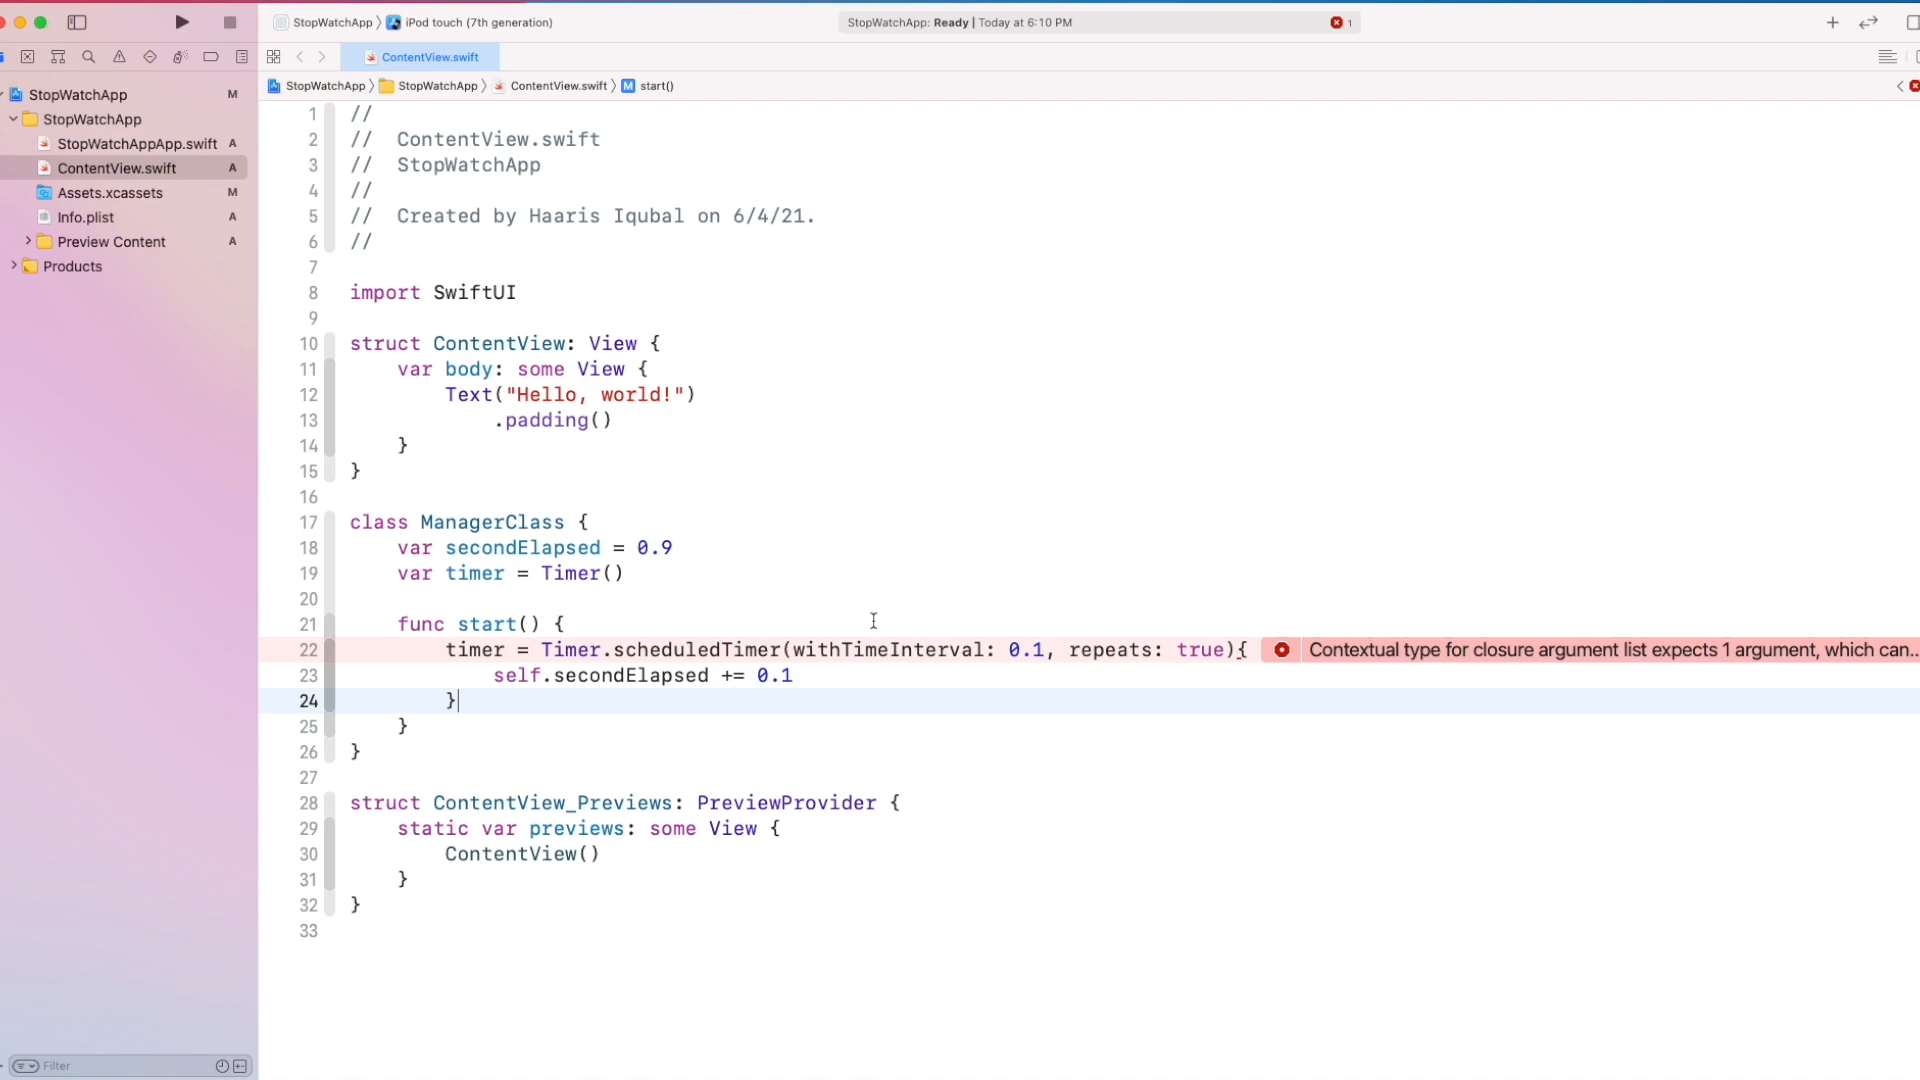 StopWatchApp 〉 iPod touch (7th generation)
StopWatchApp: Ready | Today at 6:10 PM
1
ContentView.swift
StopWatchApp 〉 StopWatchApp 〉 ContentView.swift 〉 M start()
StopWatchApp M
StopWatchApp
StopWatchAppApp.swift A
ContentView.swift A
Assets.xcassets M
Info.plist A
Preview Content A
Products
Filter
1 //
2 //  ContentView.swift
3 //  StopWatchApp
4 //
5 //  Created by Haaris Iqubal on 6/4/21.
6 //
7
8 import SwiftUI
9
10 struct ContentView: View {
11     var body: some View {
12         Text("Hello, world!")
13             .padding()
14     }
15 }
16
17 class ManagerClass {
18     var secondElapsed = 0.9
19     var timer = Timer()
20
21     func start() {
22         timer = Timer.scheduledTimer(withTimeInterval: 0.1, repeats: true){ Contextual type for closure argument list expects 1 argument, which can...
23             self.secondElapsed += 0.1
24         }
25     }
26 }
27
28 struct ContentView_Previews: PreviewProvider {
29     static var previews: some View {
30         ContentView()
31     }
32 }
33